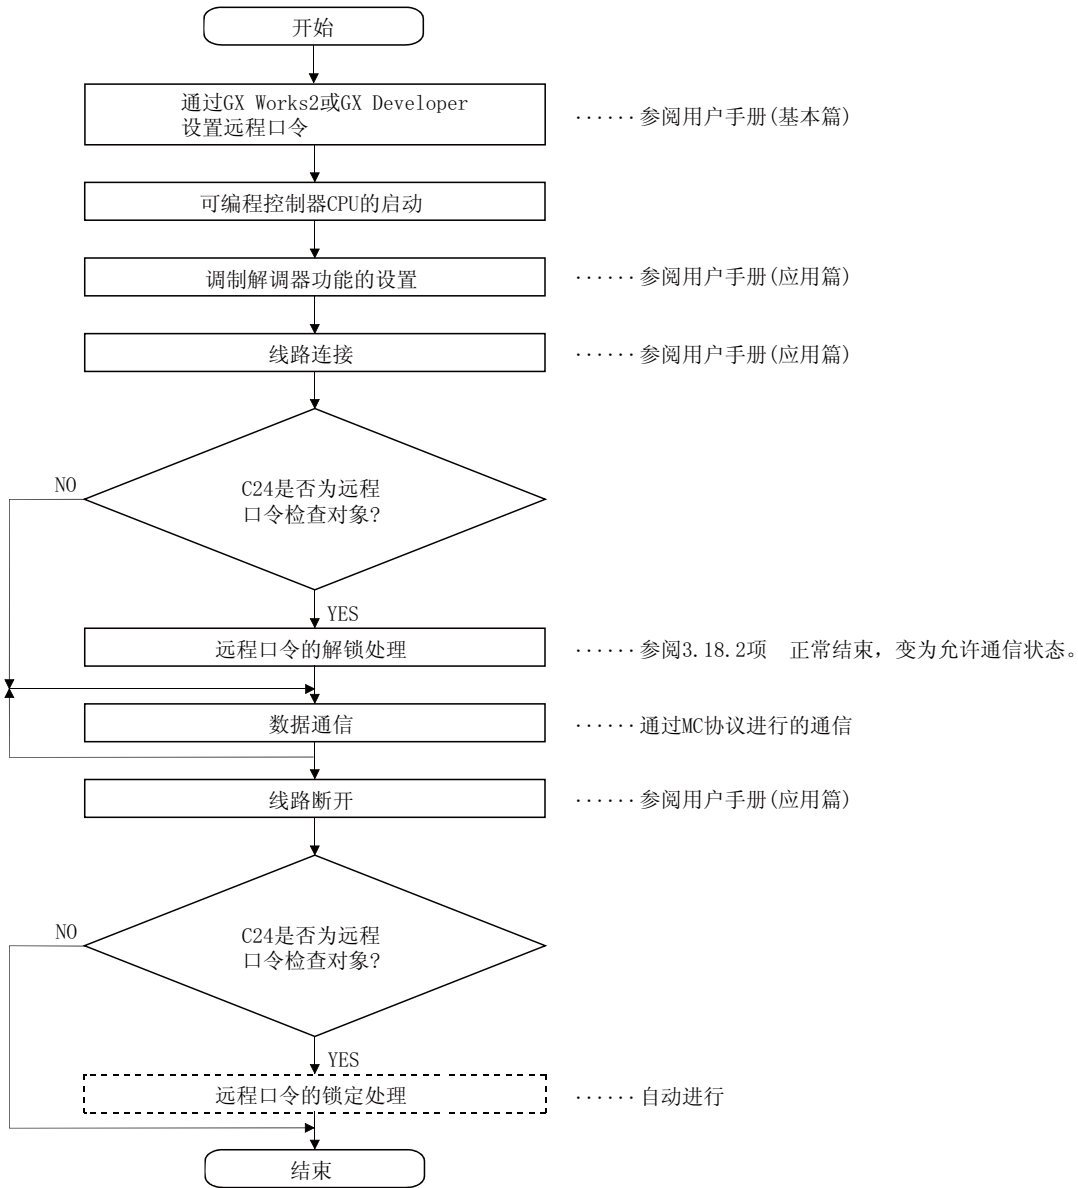 开始
通过GX Works2或GX Developer
设置远程口令
······参阅用户手册(基本篇)
可编程控制器CPU的启动
调制解调器功能的设置
······参阅用户手册(应用篇)
线路连接
······参阅用户手册(应用篇)
NO
C24是否为远程
口令检查对象?
YES
远程口令的解锁处理
······参阅3.18.2项 正常结束，变为允许通信状态。
数据通信
······通过MC协议进行的通信
线路断开
······参阅用户手册(应用篇)
NO
C24是否为远程
口令检查对象?
YES
远程口令的锁定处理
······自动进行
结束